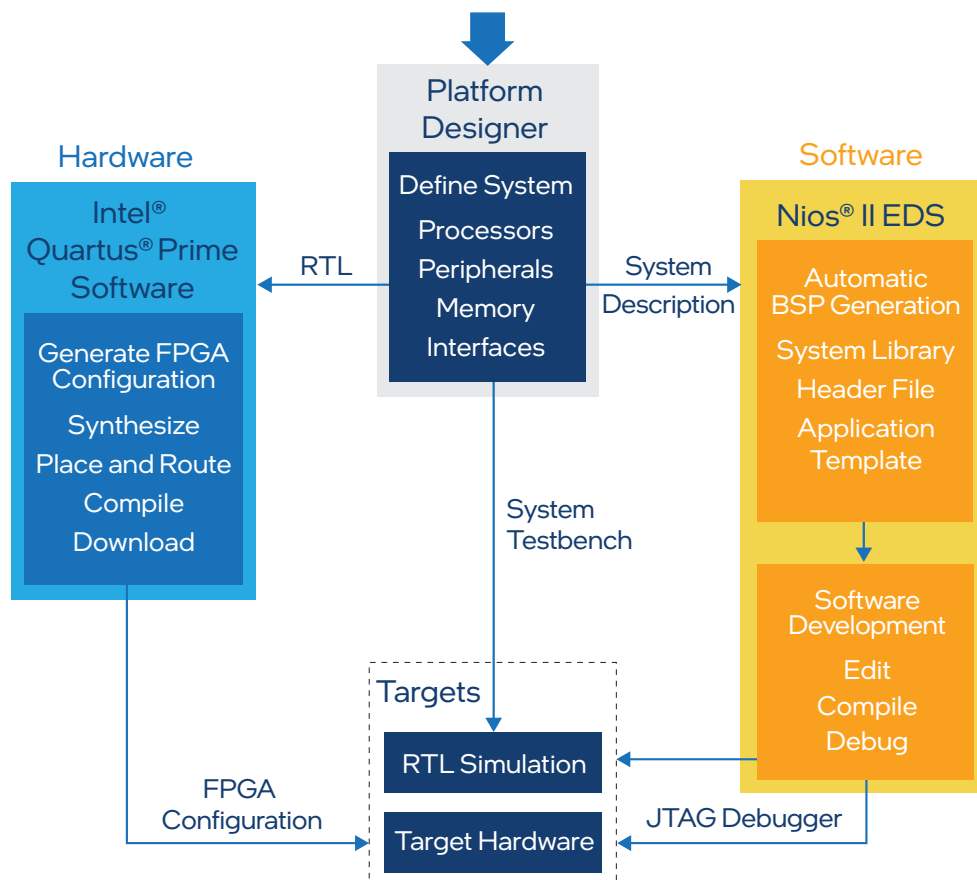 Platform
Designer
Define System
Processors
Peripherals
Memory
Interfaces
Hardware
Intel®
Quartus® Prime
Software
Generate FPGA
Configuration
Synthesize
Place and Route
Compile
Download
RTL
System
Description
Software
Nios® II EDS
Automatic
BSP Generation
System Library
Header File
Application
Template
Software
Development
Edit
Compile
Debug
System
Testbench
Targets
RTL Simulation
Target Hardware
FPGA
Configuration
JTAG Debugger